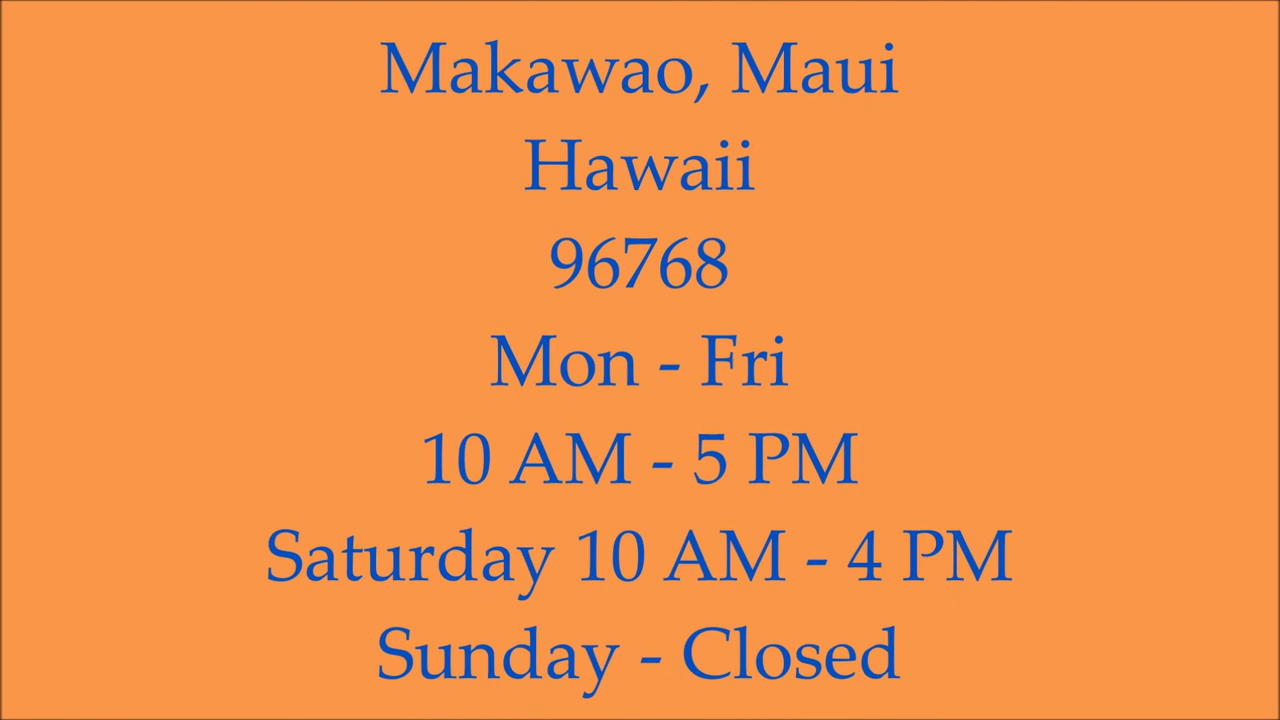 Makawao, Maui
Hawaii
96768
Mon - Fri
10 AM - 5 PM
Saturday 10 AM - 4 PM
Sunday - Closed